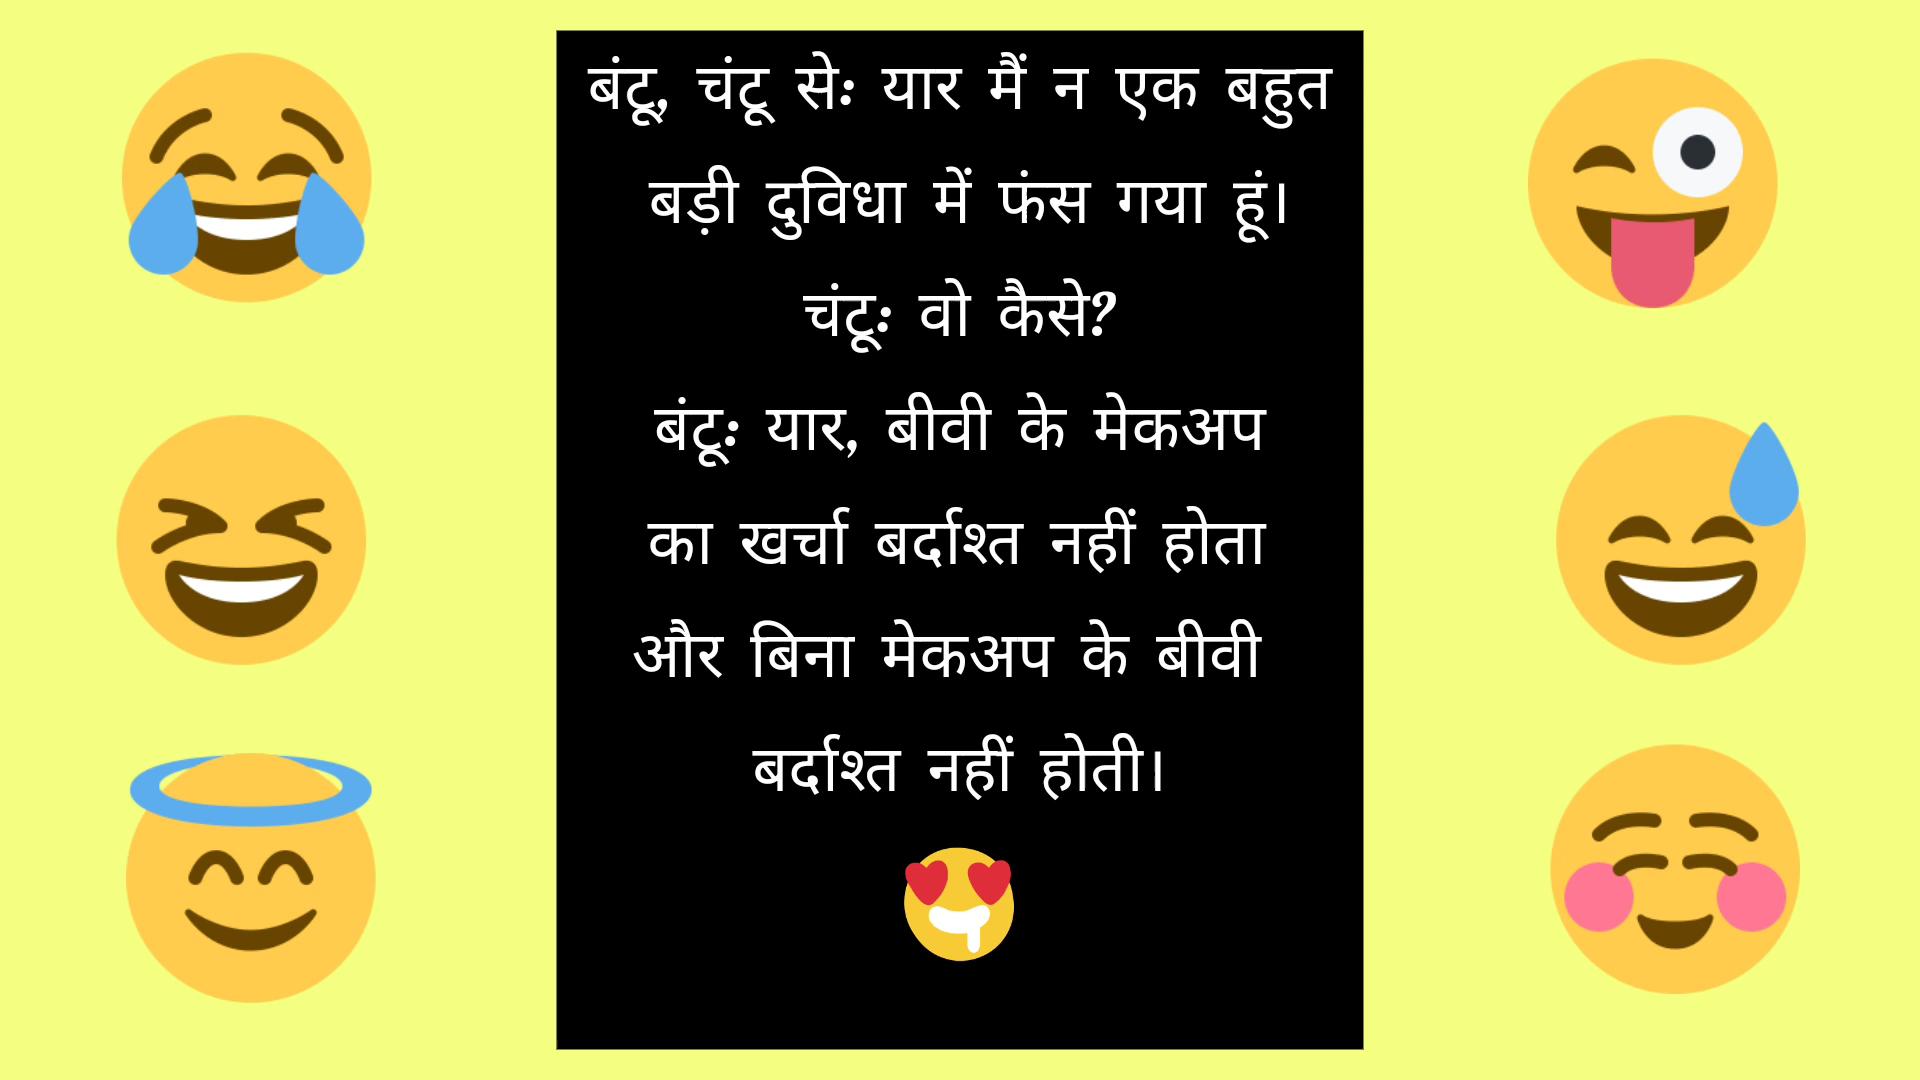 बंटू, चंटू सेः यार मैं न एक बहुत
बड़ी दुविधा में फंस गया हूं।
चंटूः वो कैसे?
बंटूः यार, बीवी के मेकअप
का खर्चा बर्दाश्त नहीं होता
और बिना मेकअप के बीवी
बर्दाश्त नहीं होती।